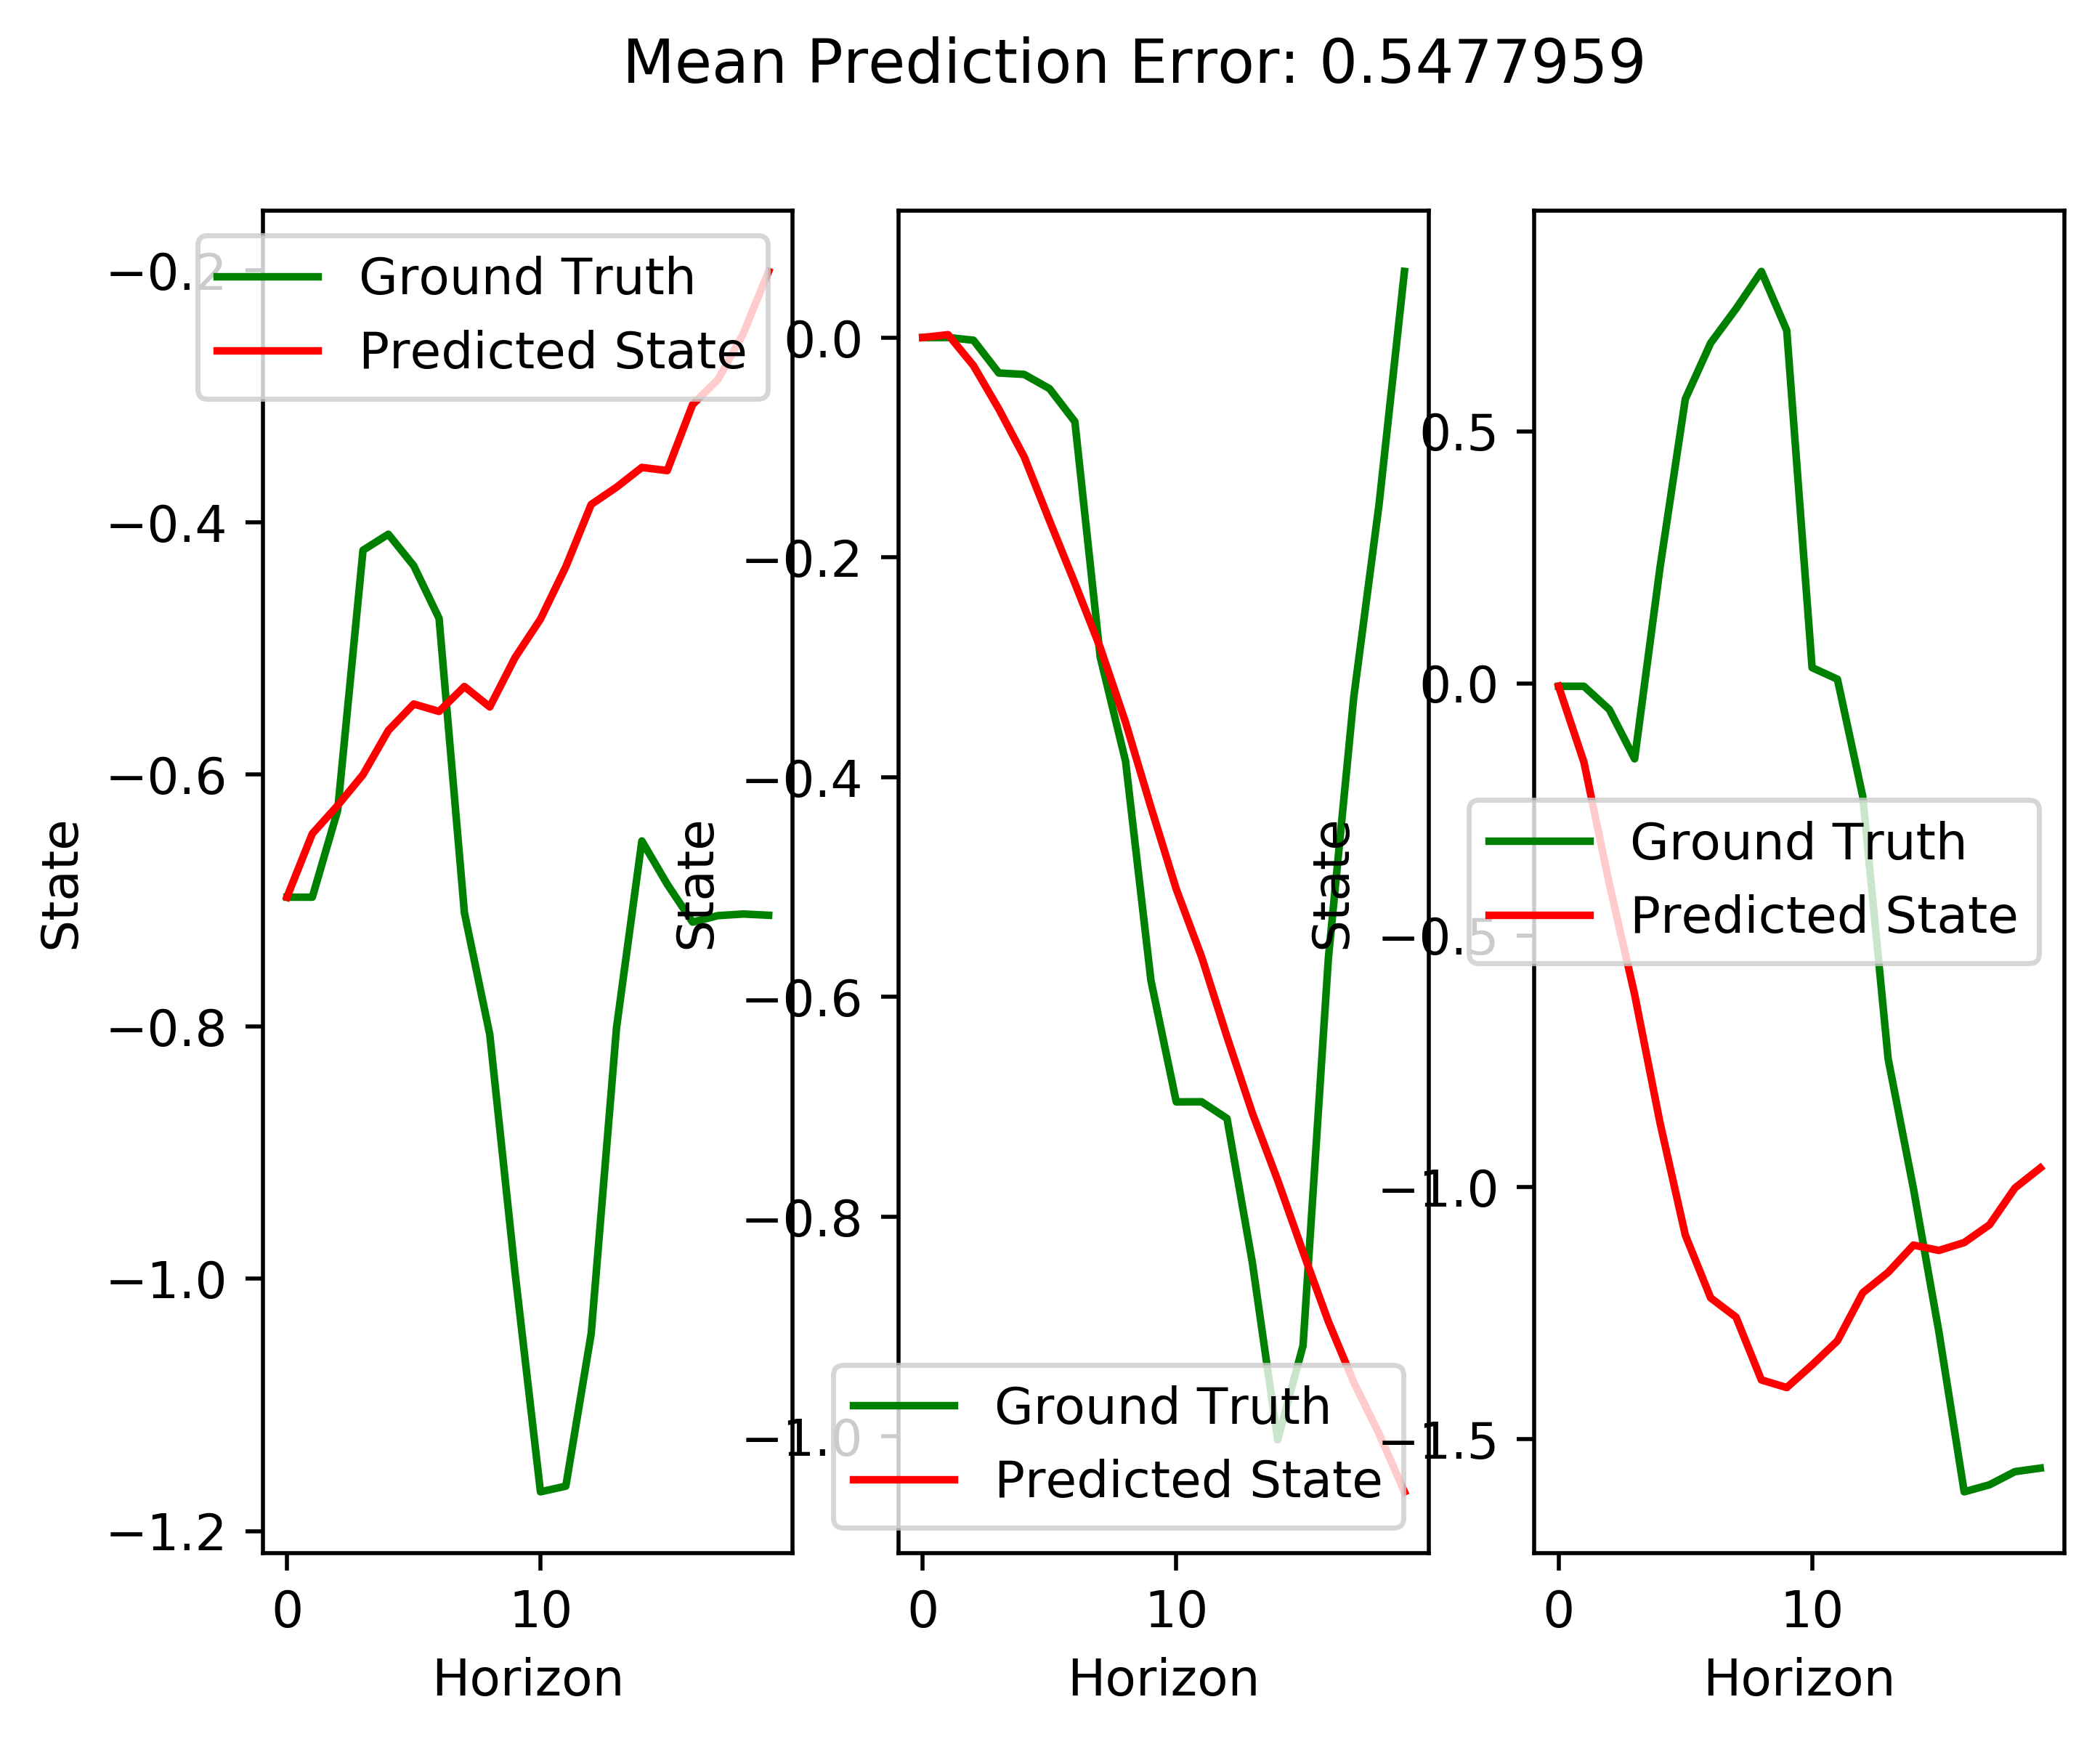 Mean Prediction Error: 0.5477959
Ground Truth
Predicted State
−0.2
−0.4
−0.6
−0.8
−1.0
−1.2
State
0
10
Horizon
0.0
−0.2
−0.4
−0.6
−0.8
−1.0
State
Ground Truth
Predicted State
0
10
Horizon
0.5
0.0
−0.5
−1.0
−1.5
State
Ground Truth
Predicted State
0
10
Horizon